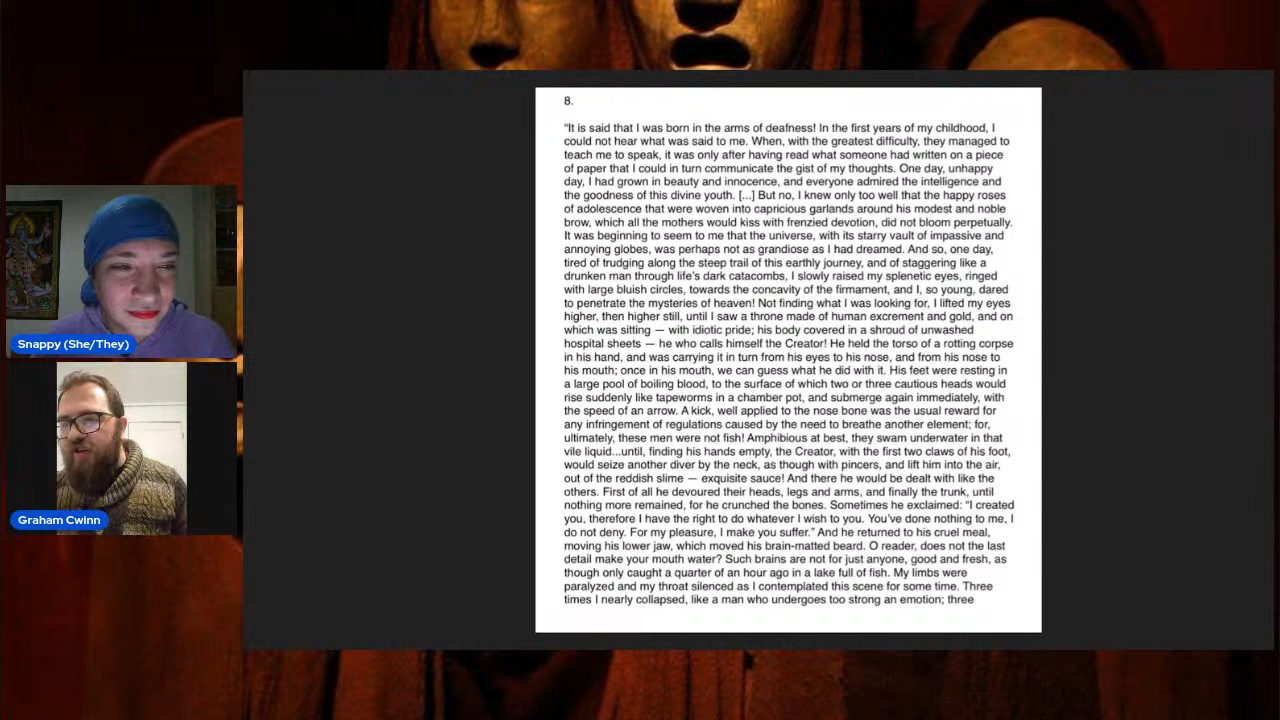 8.
“It is said that I was born in the arms of deafness! In the first years of my childhood, I
could not hear what was said to me. When, with the greatest difficulty, they managed to
teach me to speak, it was only after having read what someone had written on a piece
of paper that I could in turn communicate the gist of my thoughts. One day, unhappy
day, I had grown in beauty and innocence, and everyone admired the intelligence and
the goodness of this divine youth. [...] But no, I knew only too well that the happy roses
of adolescence that were woven into capricious garlands around his modest and noble
brow, which all the mothers would kiss with frenzied devotion, did not bloom perpetually.
It was beginning to seem to me that the universe, with its starry vault of impassive and
annoying globes, was perhaps not as grandiose as I had dreamed. And so, one day,
tired of trudging along the steep trail of this earthly journey, and of staggering like a
drunken man through life’s dark catacombs, I slowly raised my splenetic eyes, ringed
with large bluish circles, towards the concavity of the firmament, and I, so young, dared
to penetrate the mysteries of heaven! Not finding what I was looking for, I lifted my eyes
higher, then higher still, until I saw a throne made of human excrement and gold, and on
which was sitting — with idiotic pride; his body covered in a shroud of unwashed
hospital sheets — he who calls himself the Creator! He held the torso of a rotting corpse
in his hand, and was carrying it in turn from his eyes to his nose, and from his nose to
his mouth; once in his mouth, we can guess what he did with it. His feet were resting in
a large pool of boiling blood, to the surface of which two or three cautious heads would
rise suddenly like tapeworms in a chamber pot, and submerge again immediately, with
the speed of an arrow. A kick, well applied to the nose bone was the usual reward for
any infringement of regulations caused by the need to breathe another element; for,
ultimately, these men were not fish! Amphibious at best, they swam underwater in that
vile liquid...until, finding his hands empty, the Creator, with the first two claws of his foot,
would seize another diver by the neck, as though with pincers, and lift him into the air,
out of the reddish slime — exquisite sauce! And there he would be dealt with like the
others. First of all he devoured their heads, legs and arms, and finally the trunk, until
nothing more remained, for he crunched the bones. Sometimes he exclaimed: “I created
you, therefore I have the right to do whatever I wish to you. You’ve done nothing to me, I
do not deny. For my pleasure, I make you suffer.” And he returned to his cruel meal,
moving his lower jaw, which moved his brain-matted beard. O reader, does not the last
detail make your mouth water? Such brains are not for just anyone, good and fresh, as
though only caught a quarter of an hour ago in a lake full of fish. My limbs were
paralyzed and my throat silenced as I contemplated this scene for some time. Three
times I nearly collapsed, like a man who undergoes too strong an emotion; three
Snappy (She/They)
Graham Cwinn